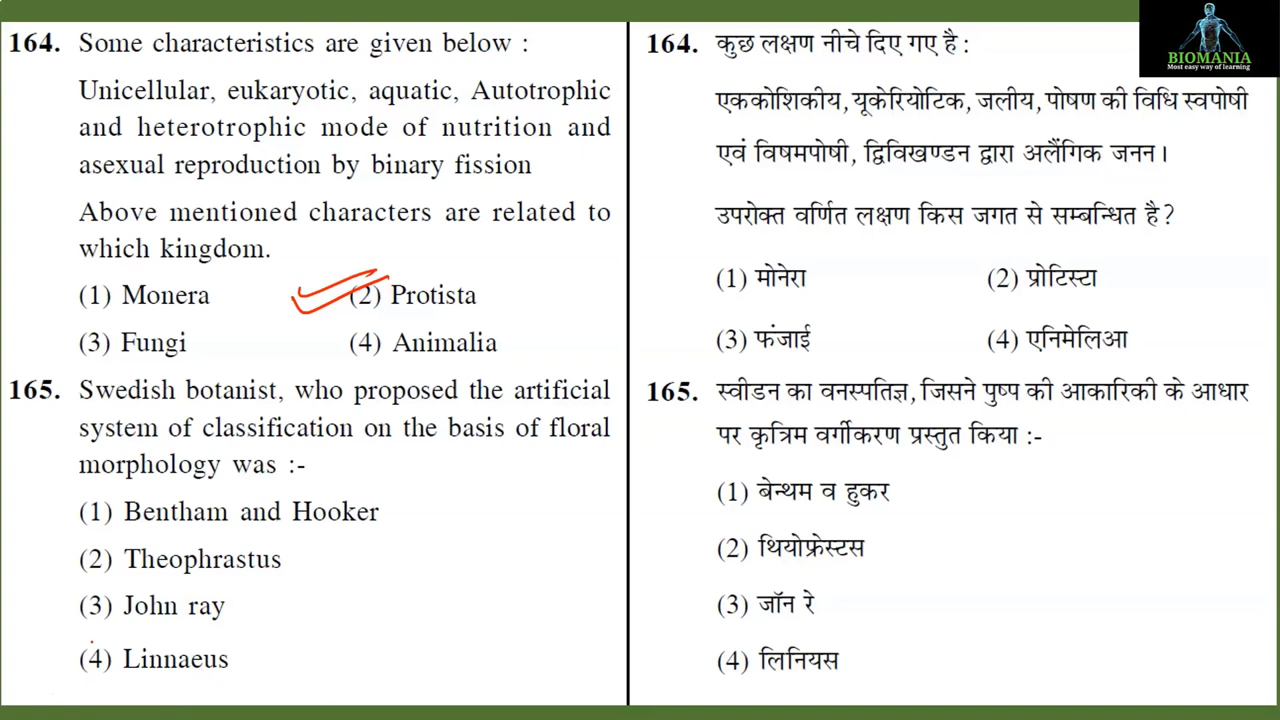 164. Some characteristics are given below :
Unicellular, eukaryotic, aquatic, Autotrophic
and heterotrophic mode of nutrition and
asexual reproduction by binary fission
Above mentioned characters are related to
which kingdom.
(1) Monera (2) Protista
(3) Fungi (4) Animalia
165. Swedish botanist, who proposed the artificial
system of classification on the basis of floral
morphology was :-
(1) Bentham and Hooker
(2) Theophrastus
(3) John ray
(4) Linnaeus
164. कुछ लक्षण नीचे दिए गए है :
एककोशिकीय, यूकेरियोटिक, जलीय, पोषण की विधि स्वपोषी
एवं विषमपोषी, द्विविखण्डन द्वारा अलैंगिक जनन।
उपरोक्त वर्णित लक्षण किस जगत से सम्बन्धित है?
(1) मोनेरा (2) प्रोटिस्टा
(3) फंजाई (4) एनिमेलिआ
165. स्वीडन का वनस्पतिज्ञ, जिसने पुष्प की आकारिकी के आधार
पर कृत्रिम वर्गीकरण प्रस्तुत किया :-
(1) बेन्थम व हुकर
(2) थियोफ्रेस्टस
(3) जॉन रे
(4) लिनियस
BIOMANIA
Most easy way of learning